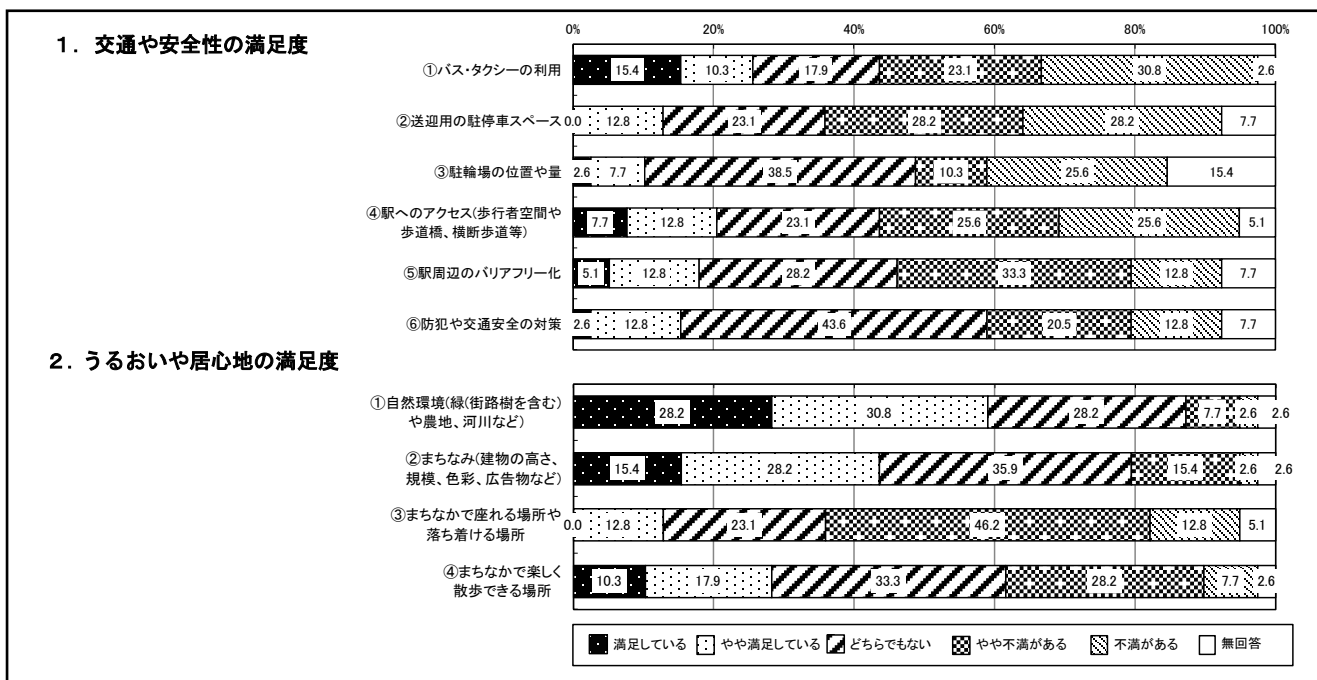 1. 交通や安全性の満足度
0% 20% 40% 60% 80% 100%
①バス・タクシーの利用 15.4 10.3 17.9 23.1 30.8 2.6
②送迎用の駐停車スペース 0.0 12.8 23.1 28.2 28.2 7.7
③駐輪場の位置や量 2.6 7.7 38.5 10.3 25.6 15.4
④駅へのアクセス(歩行者空間や
歩道橋、横断歩道等) 7.7 12.8 23.1 25.6 25.6 5.1
⑤駅周辺のバリアフリー化 5.1 12.8 28.2 33.3 12.8 7.7
⑥防犯や交通安全の対策 2.6 12.8 43.6 20.5 12.8 7.7
2. うるおいや居心地の満足度
①自然環境(緑(街路樹を含む)
や農地、河川など) 28.2 30.8 28.2 7.7 2.6 2.6
②まちなみ(建物の高さ、
規模、色彩、広告物など) 15.4 28.2 35.9 15.4 2.6 2.6
③まちなかで座れる場所や
落ち着ける場所 0.0 12.8 23.1 46.2 12.8 5.1
④まちなかで楽しく
散歩できる場所 10.3 17.9 33.3 28.2 7.7 2.6
満足している やや満足している どちらでもない やや不満がある 不満がある 無回答